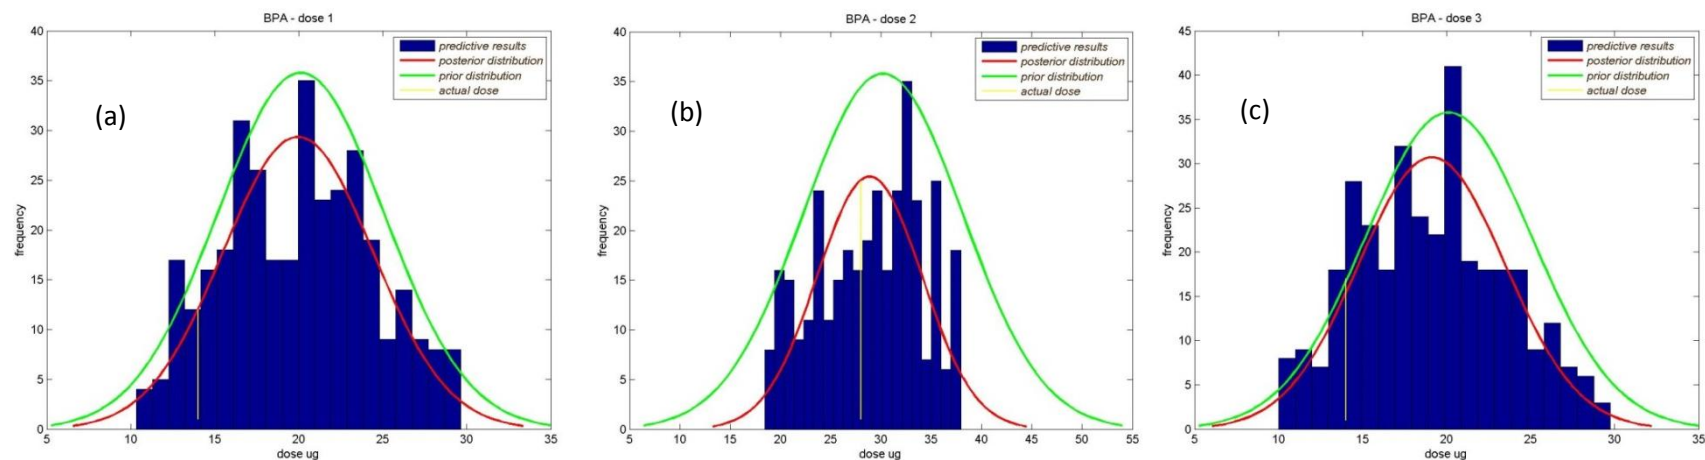 BPA - dose 1
40
35
30
25
20
15
10
5
0
frequency
(a)
predictive results
posterior distribution
prior distribution
actual dose
5 10 15 20 25 30 35
dose ug
BPA - dose 2
40
35
30
25
20
15
10
5
0
frequency
(b)
predictive results
posterior distribution
prior distribution
actual dose
5 10 15 20 25 30 35 40 45 50 54 55
dose ug
BPA - dose 3
45
40
35
30
25
20
15
10
5
0
frequency
(c)
predictive results
posterior distribution
prior distribution
actual dose
5 10 15 20 25 30 35
dose ug